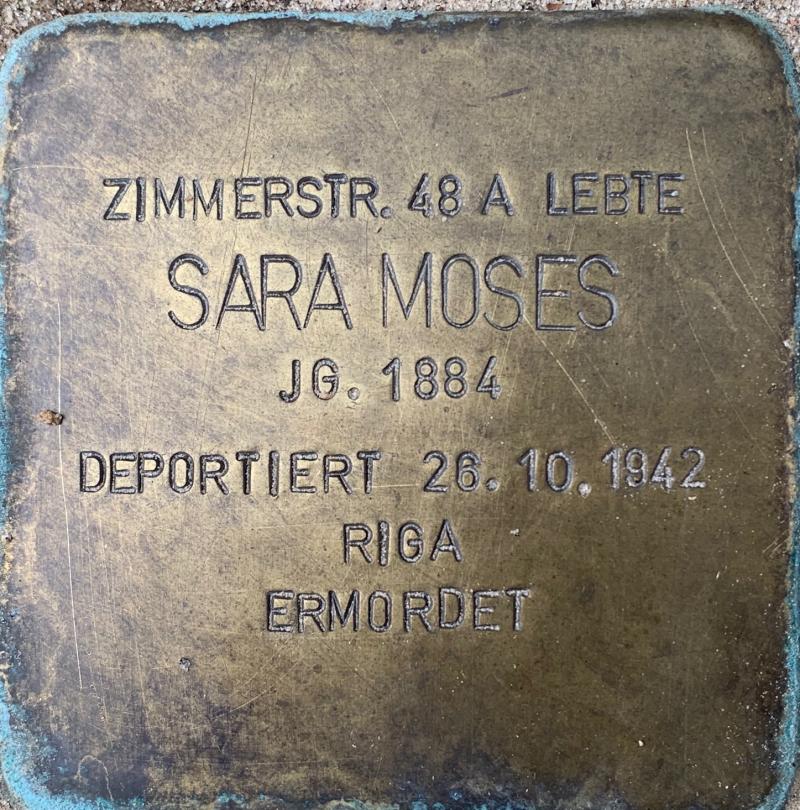 ZIMMERSTR. 48 A LEBTE
SARA MOSES
JG. 1884
DEPORTIERT 26.10.1942
RIGA
ERMORDET